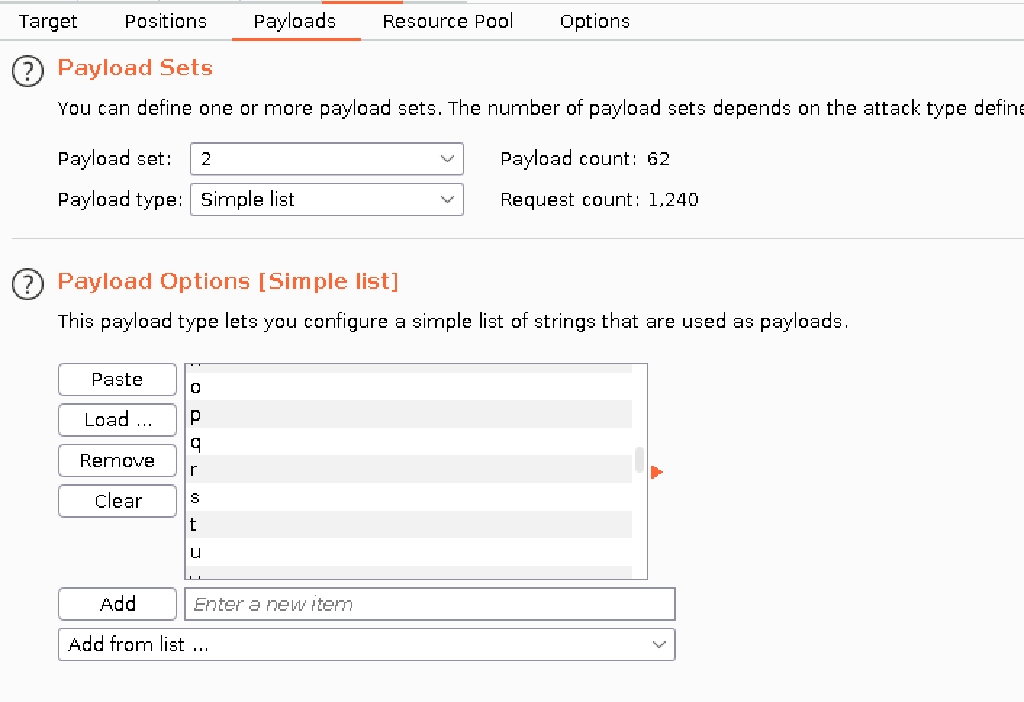 Target Positions Payloads Resource Pool Options
? Payload Sets
You can define one or more payload sets. The number of payload sets depends on the attack type define
Payload set: 2 Payload count: 62
Payload type: Simple list Request count: 1,240
? Payload Options [Simple list]
This payload type lets you configure a simple list of strings that are used as payloads.
Paste
Load ...
Remove
Clear
o
p
q
r
s
t
u
Add Enter a new item
Add from list ...